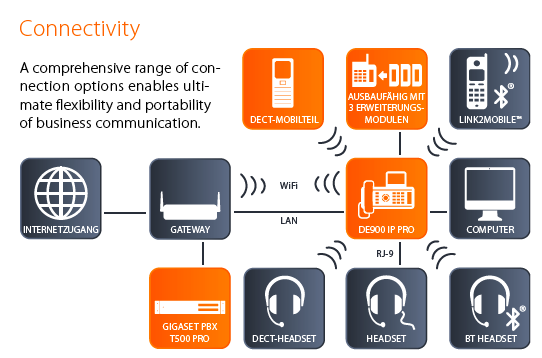 Connectivity
A comprehensive range of con-
nection options enables ulti-
mate flexibility and portability
of business communication.
DECT-MOBILTEIL
AUSBAUFÄHIG MIT
3 ERWEITERUNGS-
MODULEN
®
LINK2MOBILE™
INTERNETZUGANG
GATEWAY
WiFi
LAN
DE900 IP PRO
COMPUTER
RJ-9
GIGASET PBX
T500 PRO
DECT-HEADSET
HEADSET
®
BT HEADSET